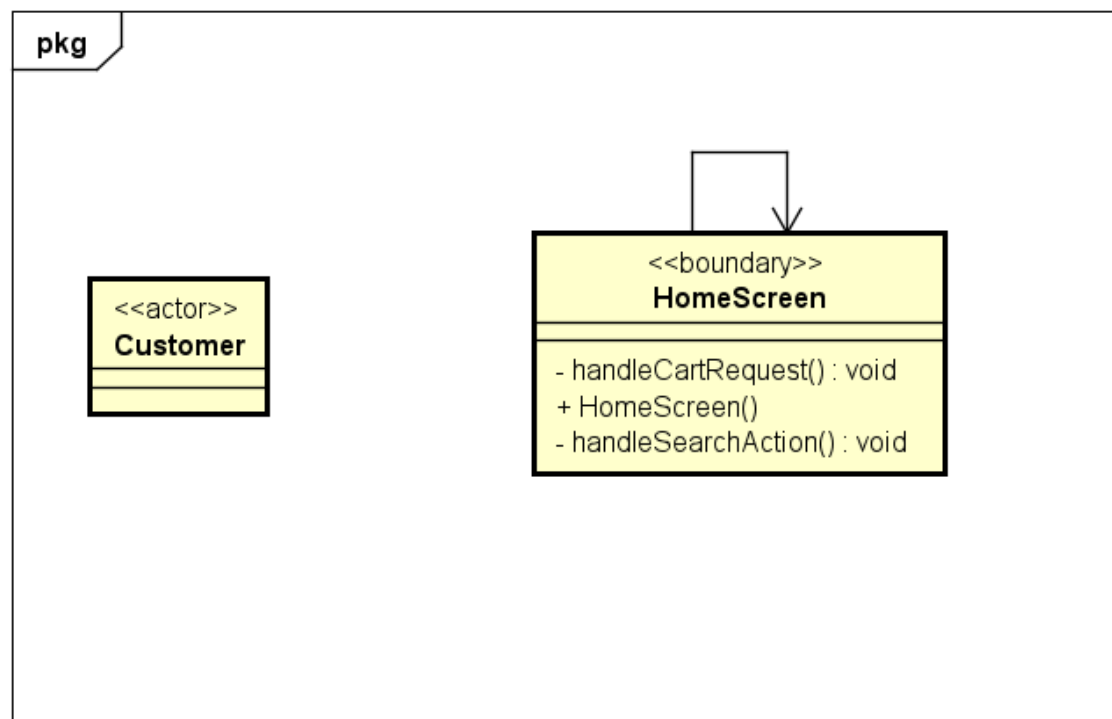 pkg
<<actor>>
Customer
<<boundary>>
HomeScreen
- handleCartRequest() : void
+ HomeScreen()
- handleSearchAction() : void